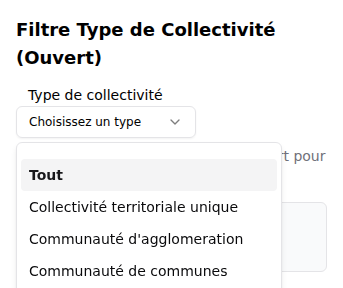 Filtre Type de Collectivité
(Ouvert)
Type de collectivité
Choisissez un type
rt pour
Tout
Collectivité territoriale unique
Communauté d'agglomeration
Communauté de communes